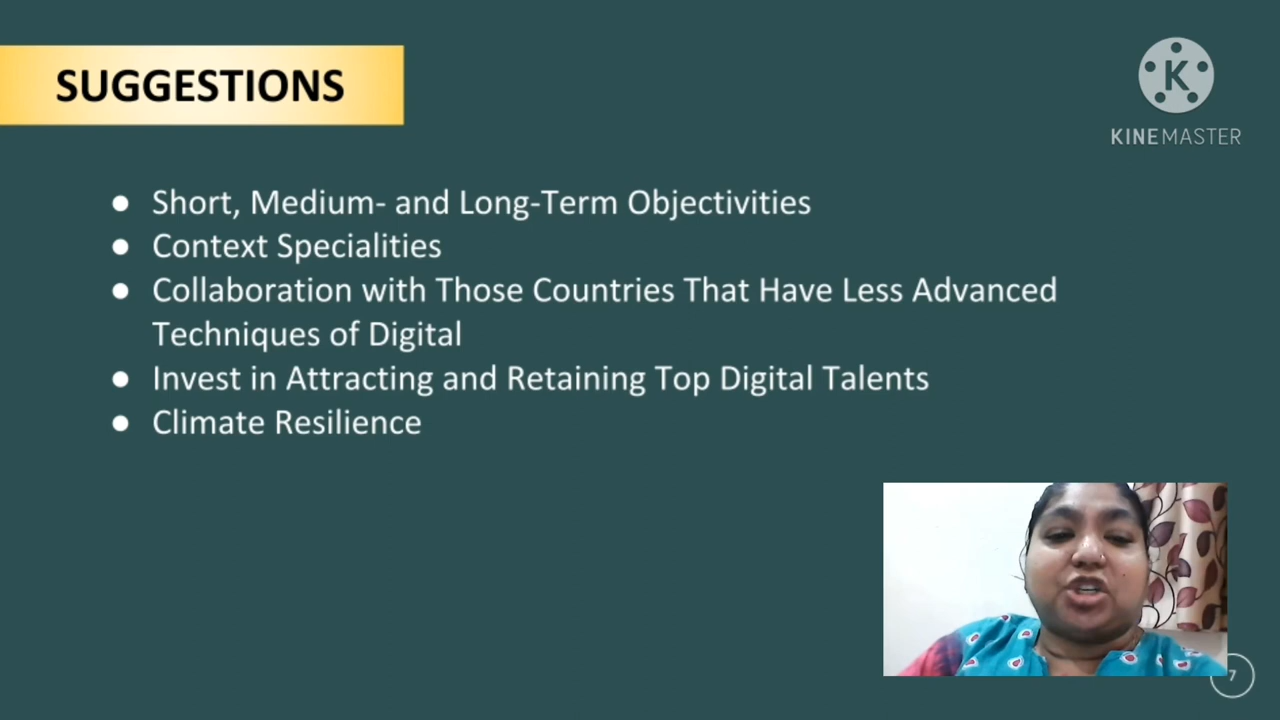 SUGGESTIONS
K
KINEMASTER
● Short, Medium- and Long-Term Objectivities
● Context Specialities
● Collaboration with Those Countries That Have Less Advanced
Techniques of Digital
● Invest in Attracting and Retaining Top Digital Talents
● Climate Resilience
7